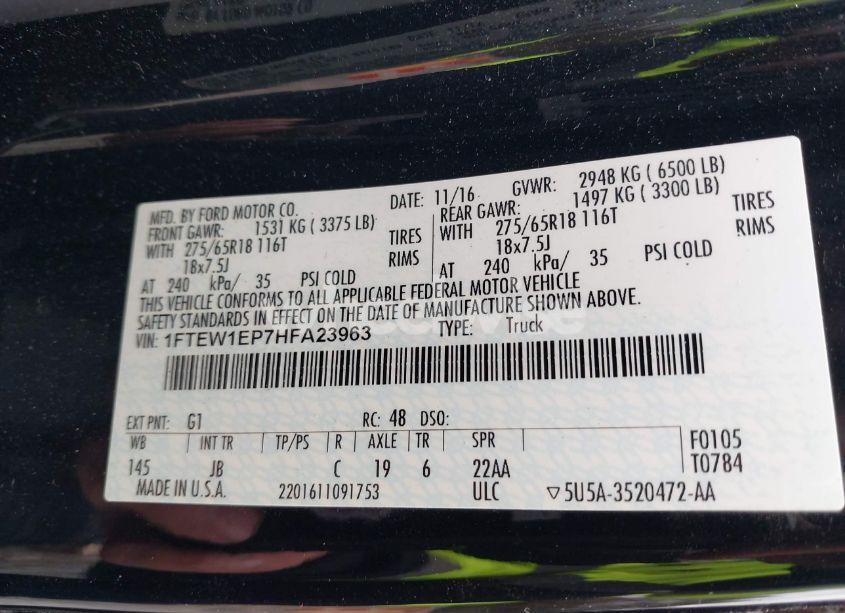 MFD. BY FORD MOTOR CO. DATE: 11/16 GVWR: 2948 KG ( 6500 LB)
FRONT GAWR: 1531 KG ( 3375 LB) REAR GAWR: 1497 KG ( 3300 LB)
WITH 275/65R18 116T TIRES WITH 275/65R18 116T TIRES
18x7.5J RIMS 18x7.5J RIMS
AT 240 kPa/ 35 PSI COLD AT 240 kPa/ 35 PSI COLD
THIS VEHICLE CONFORMS TO ALL APPLICABLE FEDERAL MOTOR VEHICLE
SAFETY STANDARDS IN EFFECT ON THE DATE OF MANUFACTURE SHOWN ABOVE.
VIN: 1FTEW1EP7HFA23963 TYPE: Truck
EXT PNT: G1 RC: 48 DSO:
WB INT TR TP/PS R AXLE TR SPR F0105
145 JB C 19 6 22AA T0784
MADE IN U.S.A. 2201611091753 ULC ▽5U5A-3520472-AA